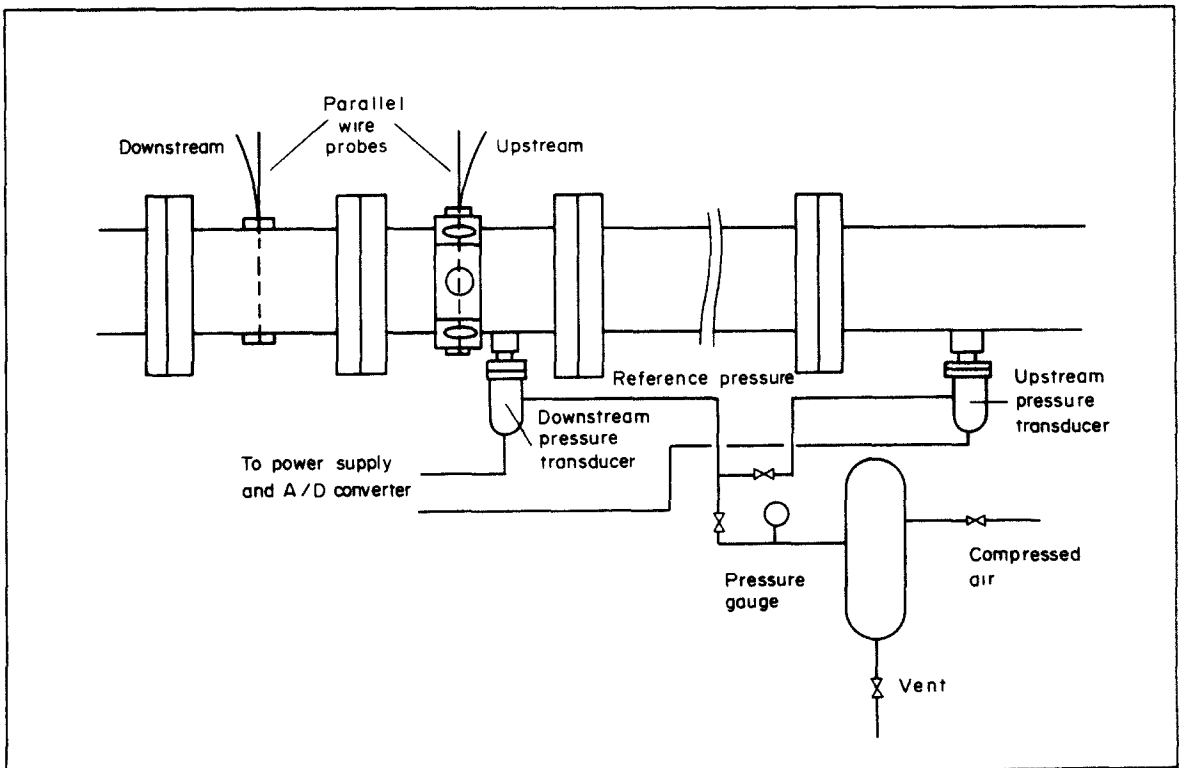 Parallel
wire
probes
Downstream
Upstream
Reference pressure
Downstream
pressure
transducer
Upstream
pressure
transducer
To power supply
and A/D converter
Pressure
gauge
Compressed
air
Vent